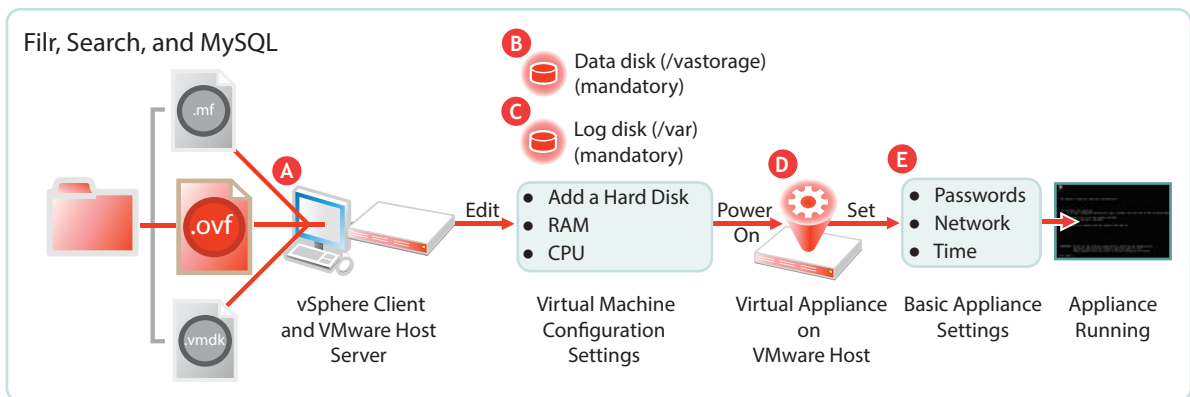 Filr, Search, and MySQL
.mf
.ovf
.vmdk
A
vSphere Client
and VMware Host
Server
Edit
B
Data disk (/vastorage)
(mandatory)
C
Log disk (/var)
(mandatory)
● Add a Hard Disk
● RAM
● CPU
Virtual Machine
Configuration
Settings
Power
On
D
Virtual Appliance
on
VMware Host
Set
E
● Passwords
● Network
● Time
Basic Appliance
Settings
Appliance
Running